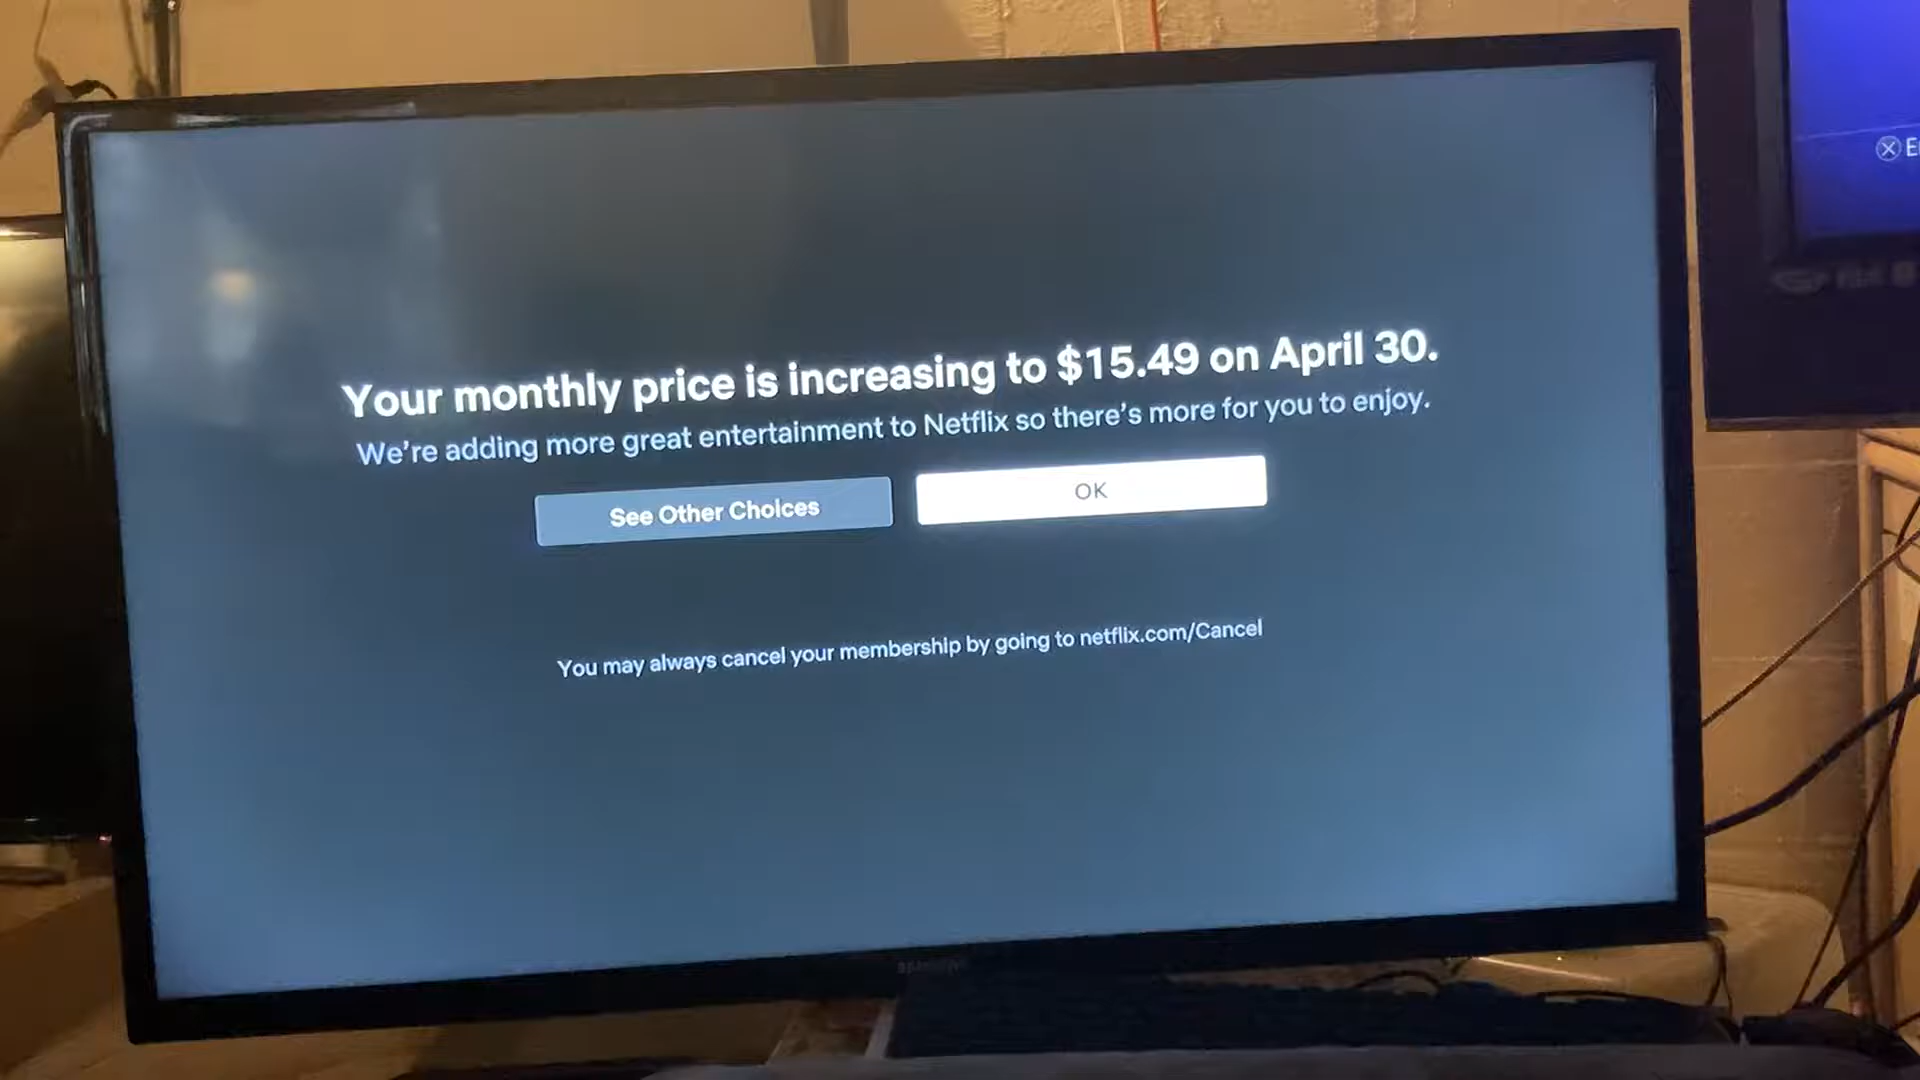 Your monthly price is increasing to $15.49 on April 30.
We're adding more great entertainment to Netflix so there's more for you to enjoy.
See Other Choices
OK
You may always cancel your membership by going to netflix.com/Cancel